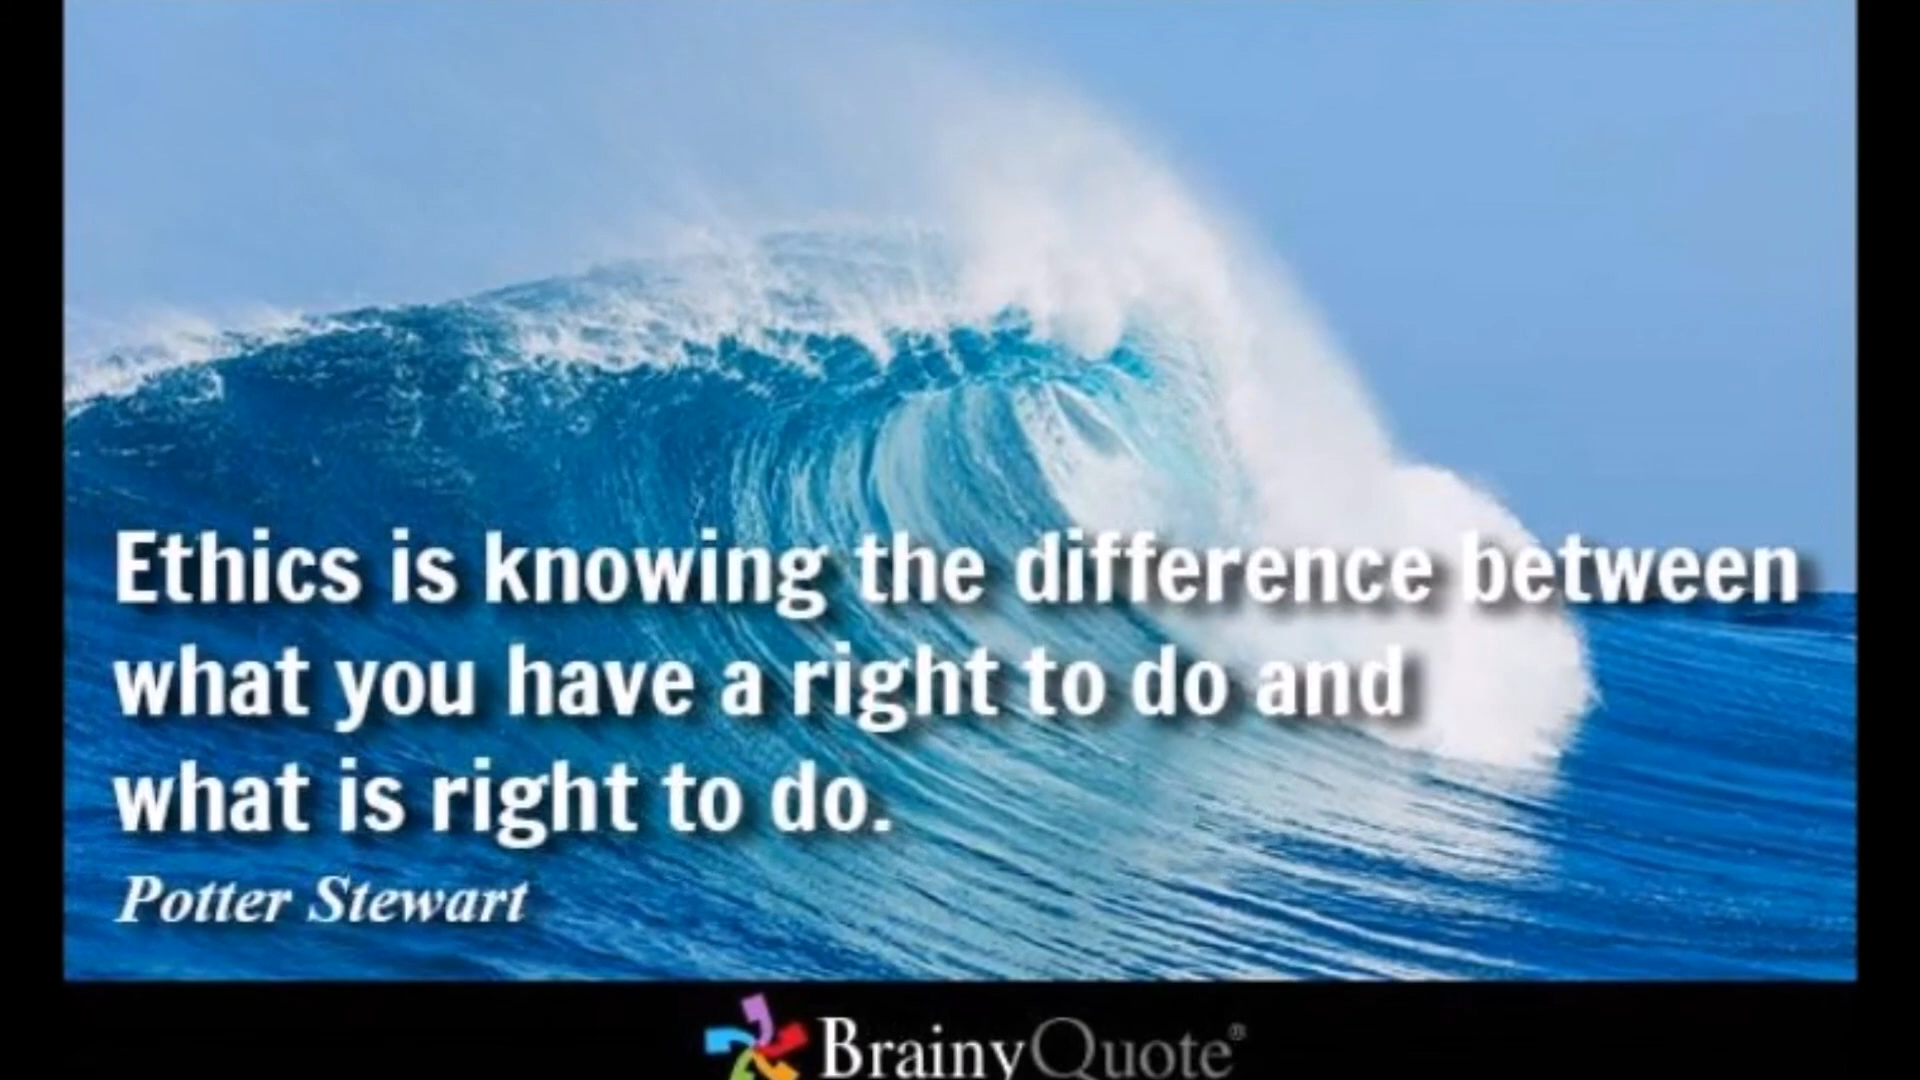 Ethics is knowing the difference between
what you have a right to do and
what is right to do.
Potter Stewart
BrainyQuote®